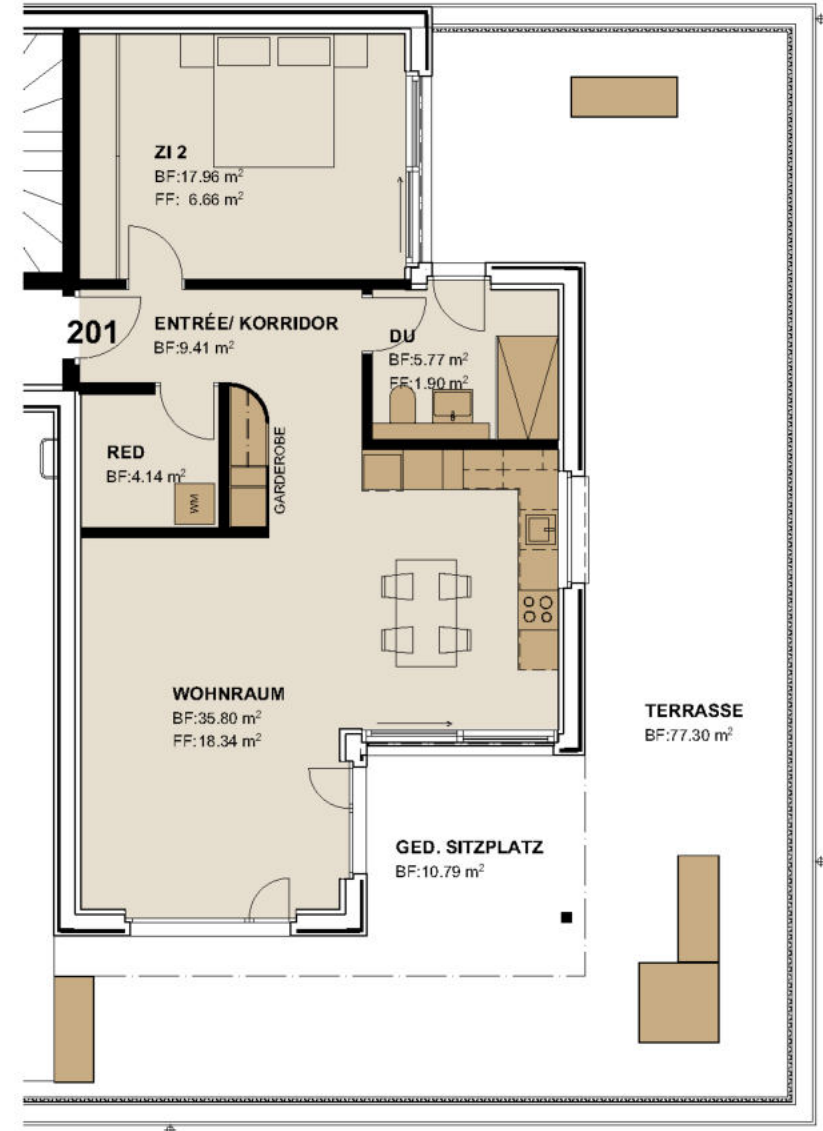 ZI 2
BF:17.96 m²
FF: 6.66 m²
201
ENTRÉE/ KORRIDOR
BF:9.41 m²
DU
BF:5.77 m²
FF:1.90 m²
RED
BF:4.14 m²
WM
GARDEROBE
WOHNRAUM
BF:35.80 m²
FF:18.34 m²
TERRASSE
BF:77.30 m²
GED. SITZPLATZ
BF:10.79 m²